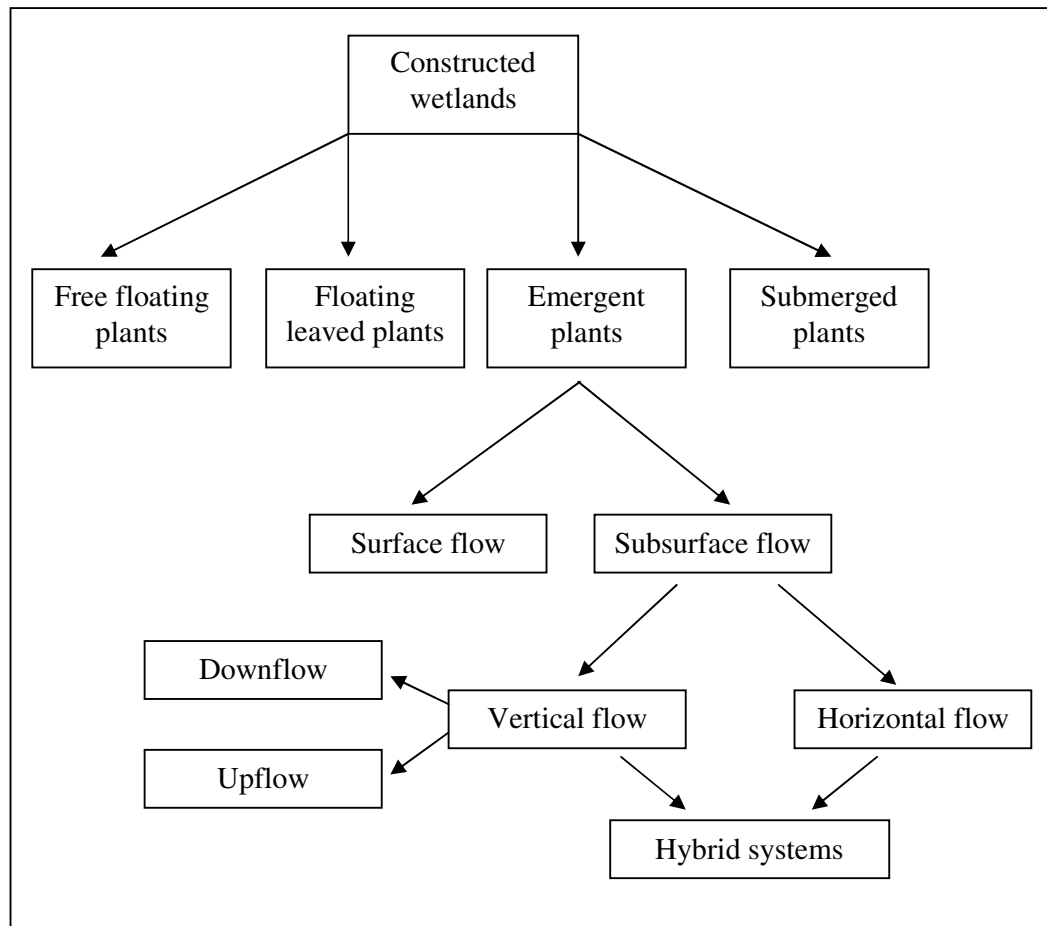 Constructed
wetlands
Free floating
plants
Floating
leaved plants
Emergent
plants
Submerged
plants
Surface flow
Subsurface flow
Downflow
Vertical flow
Horizontal flow
Upflow
Hybrid systems